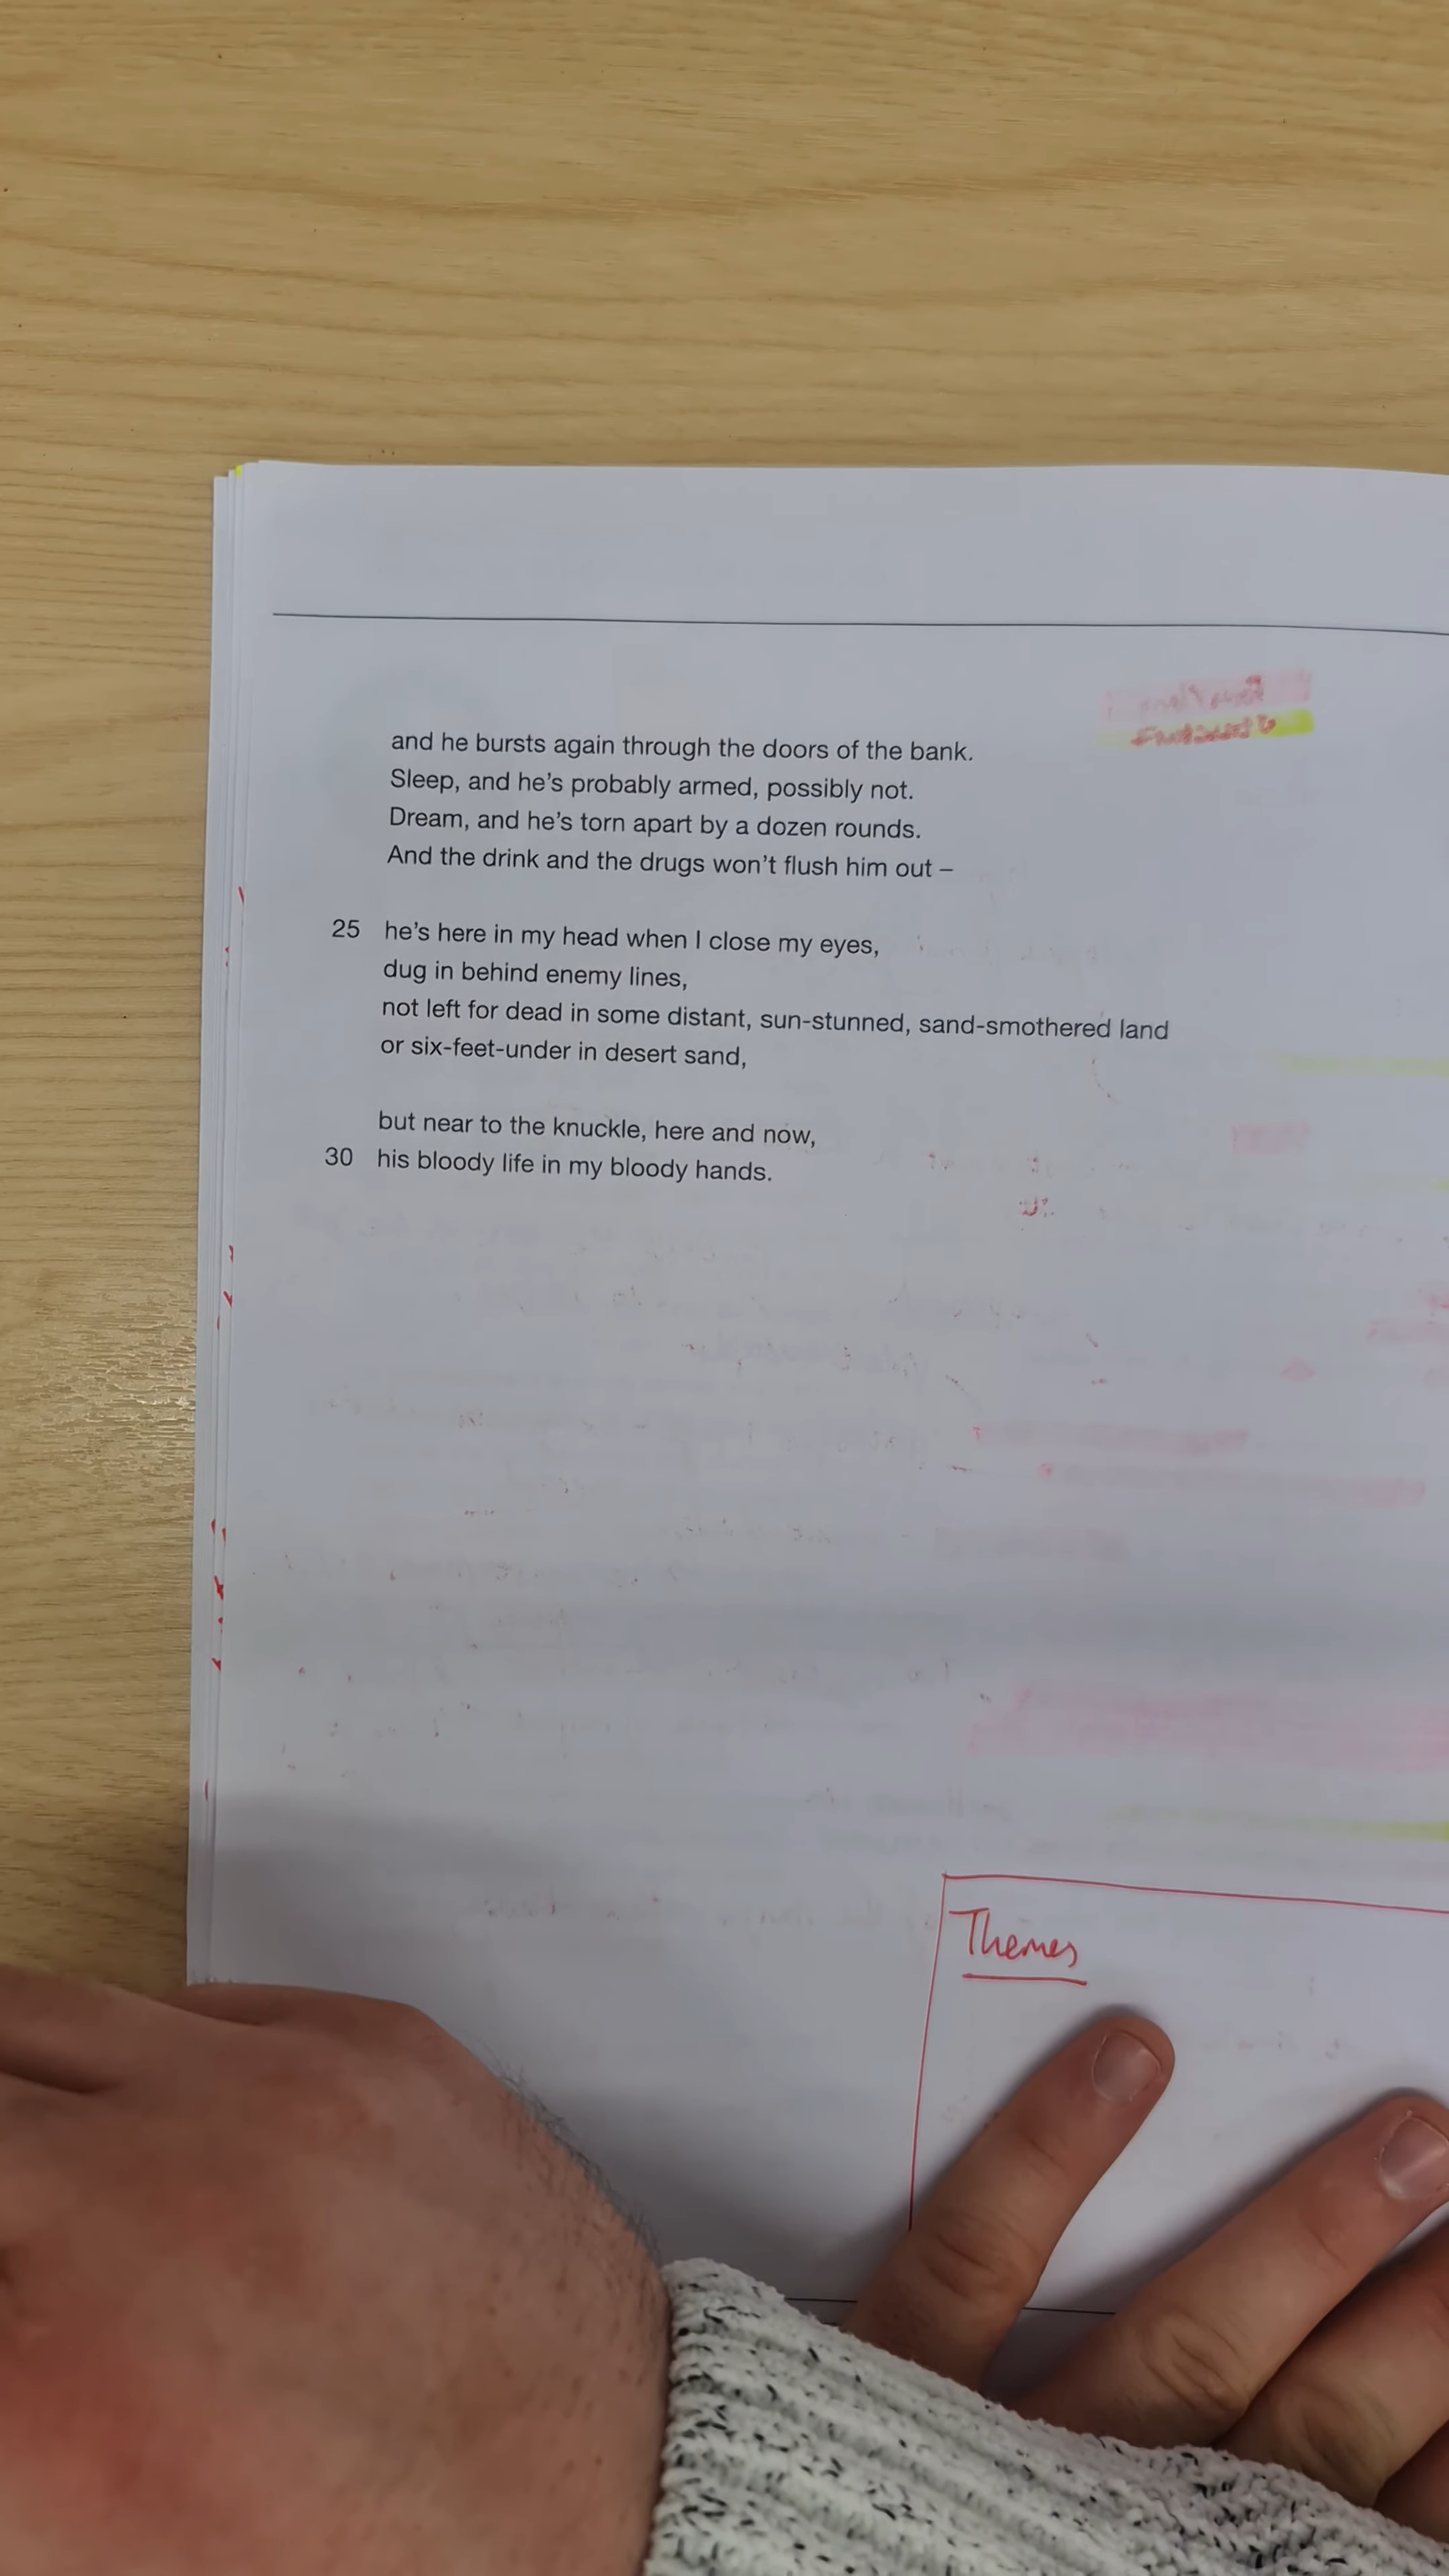 and he bursts again through the doors of the bank.
Sleep, and he's probably armed, possibly not.
Dream, and he's torn apart by a dozen rounds.
And the drink and the drugs won't flush him out –
25 he's here in my head when I close my eyes,
dug in behind enemy lines,
not left for dead in some distant, sun-stunned, sand-smothered land
or six-feet-under in desert sand,
but near to the knuckle, here and now,
30 his bloody life in my bloody hands.
Themes